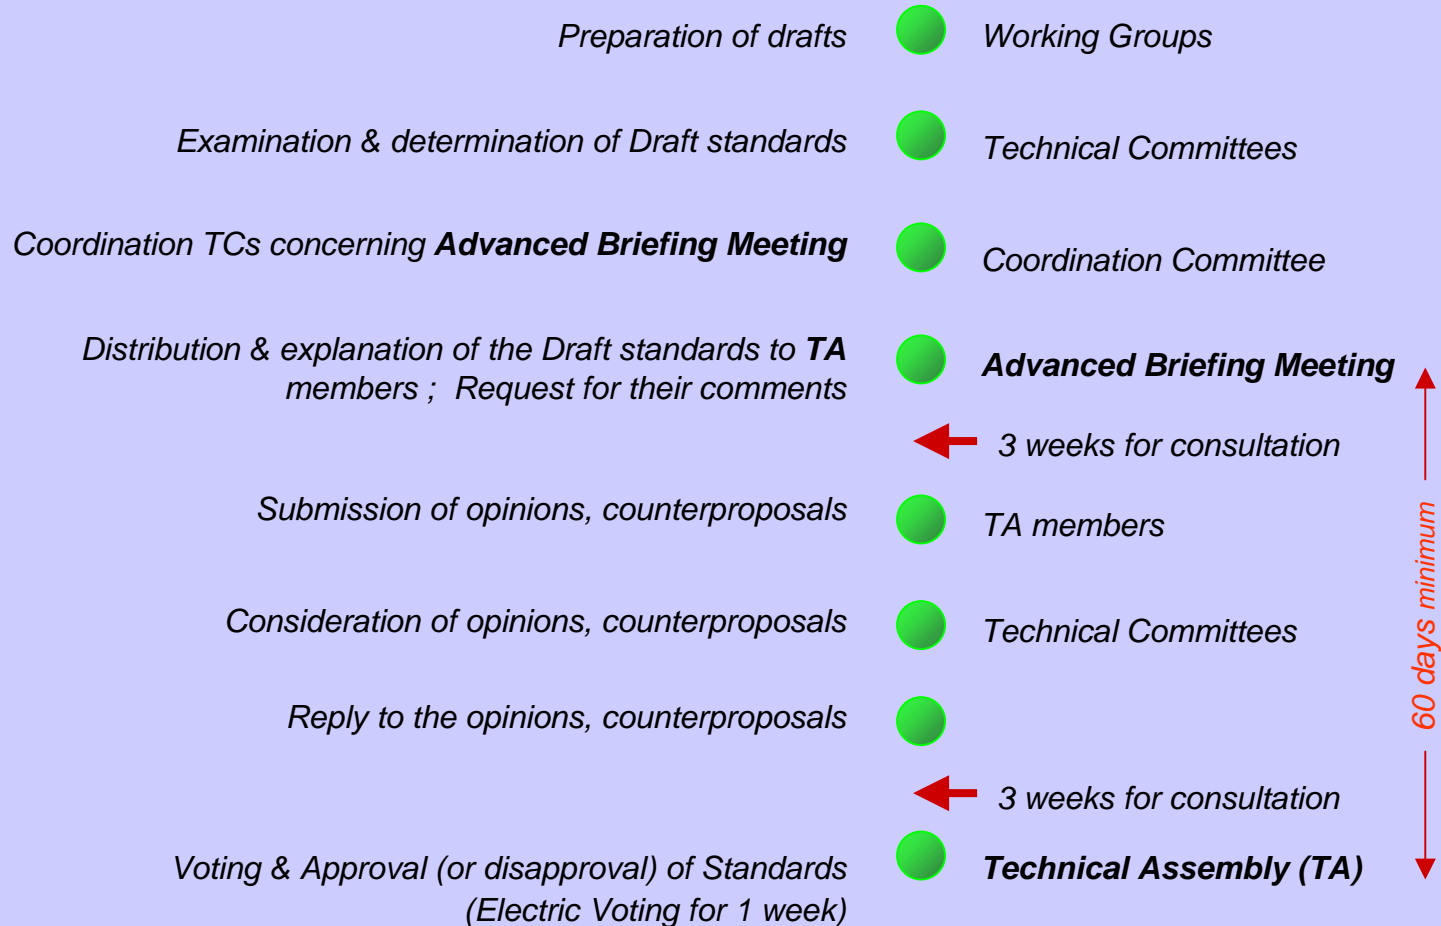 Preparation of drafts
Working Groups
Examination & determination of Draft standards
Technical Committees
Coordination TCs concerning Advanced Briefing Meeting
Coordination Committee
Distribution & explanation of the Draft standards to TA
members ;  Request for their comments
Advanced Briefing Meeting
3 weeks for consultation
Submission of opinions, counterproposals
TA members
Consideration of opinions, counterproposals
Technical Committees
Reply to the opinions, counterproposals
3 weeks for consultation
Voting & Approval (or disapproval) of Standards
(Electric Voting for 1 week)
Technical Assembly (TA)
60 days minimum